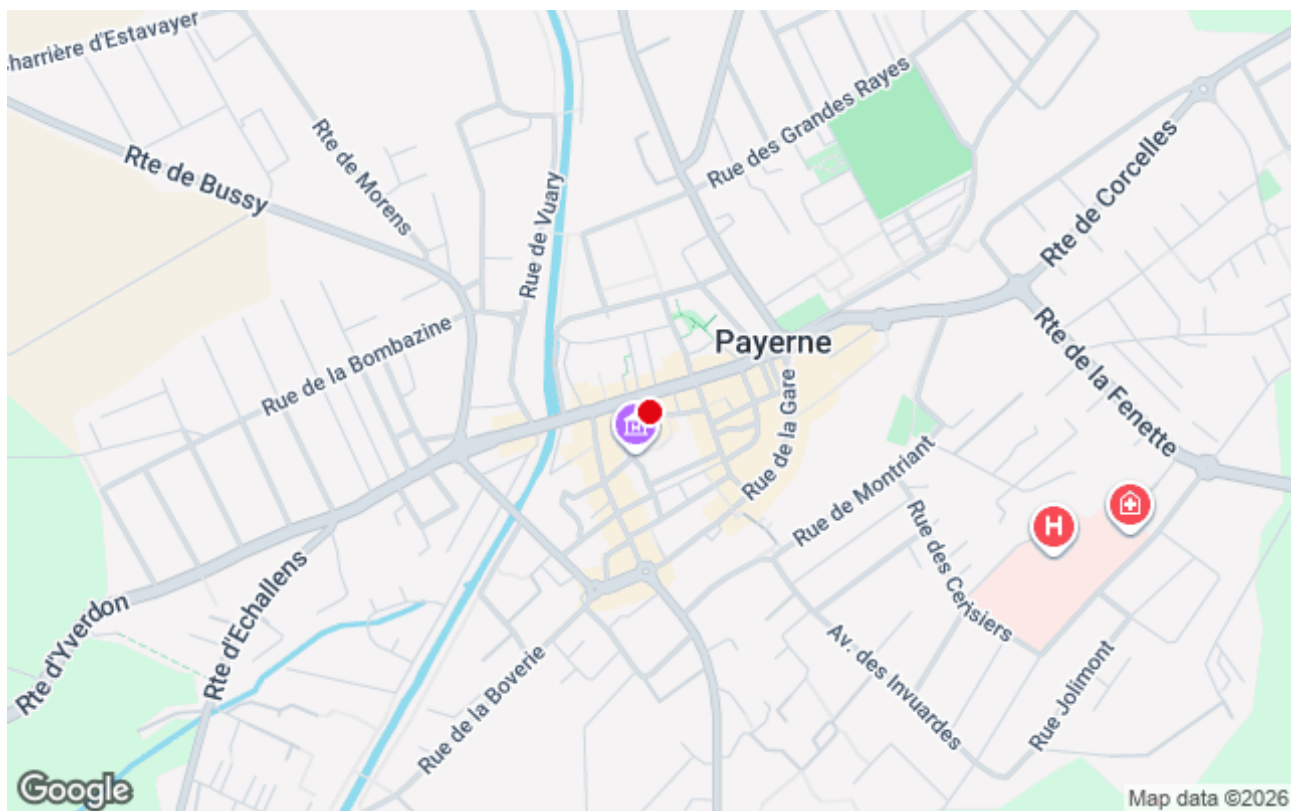 charrière d'Estavayer
Rte de Morens
Rte de Bussy
Rue de Vuary
Rue des Grandes Rayes
Rte de Corcelles
Rue de la Bombazine
Payerne
Rte de la Fenette
Rue de la Gare
Rue de Montriant
H
Rue des Cerisiers
Rte d'Yverdon
Rte d'Echallens
Rue de la Boverie
Av. des Invuardes
Rue Jolimont
Google
Map data ©2026